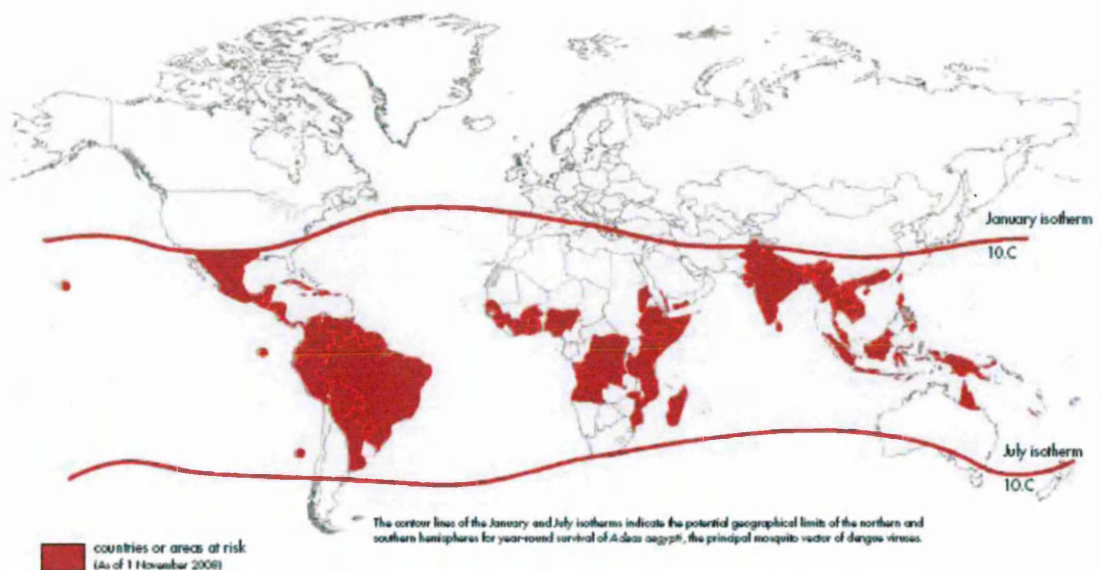 January isotherm
10.C
July isotherm
10.C
The contour lines of the January and July isotherms indicate the potential geographical limits of the northern and
southern hemispheres for year-round survival of Adeas aegypti, the principal mosquito vector of dengue viruses.
countries or areas at risk
(As of 1 November 2008)